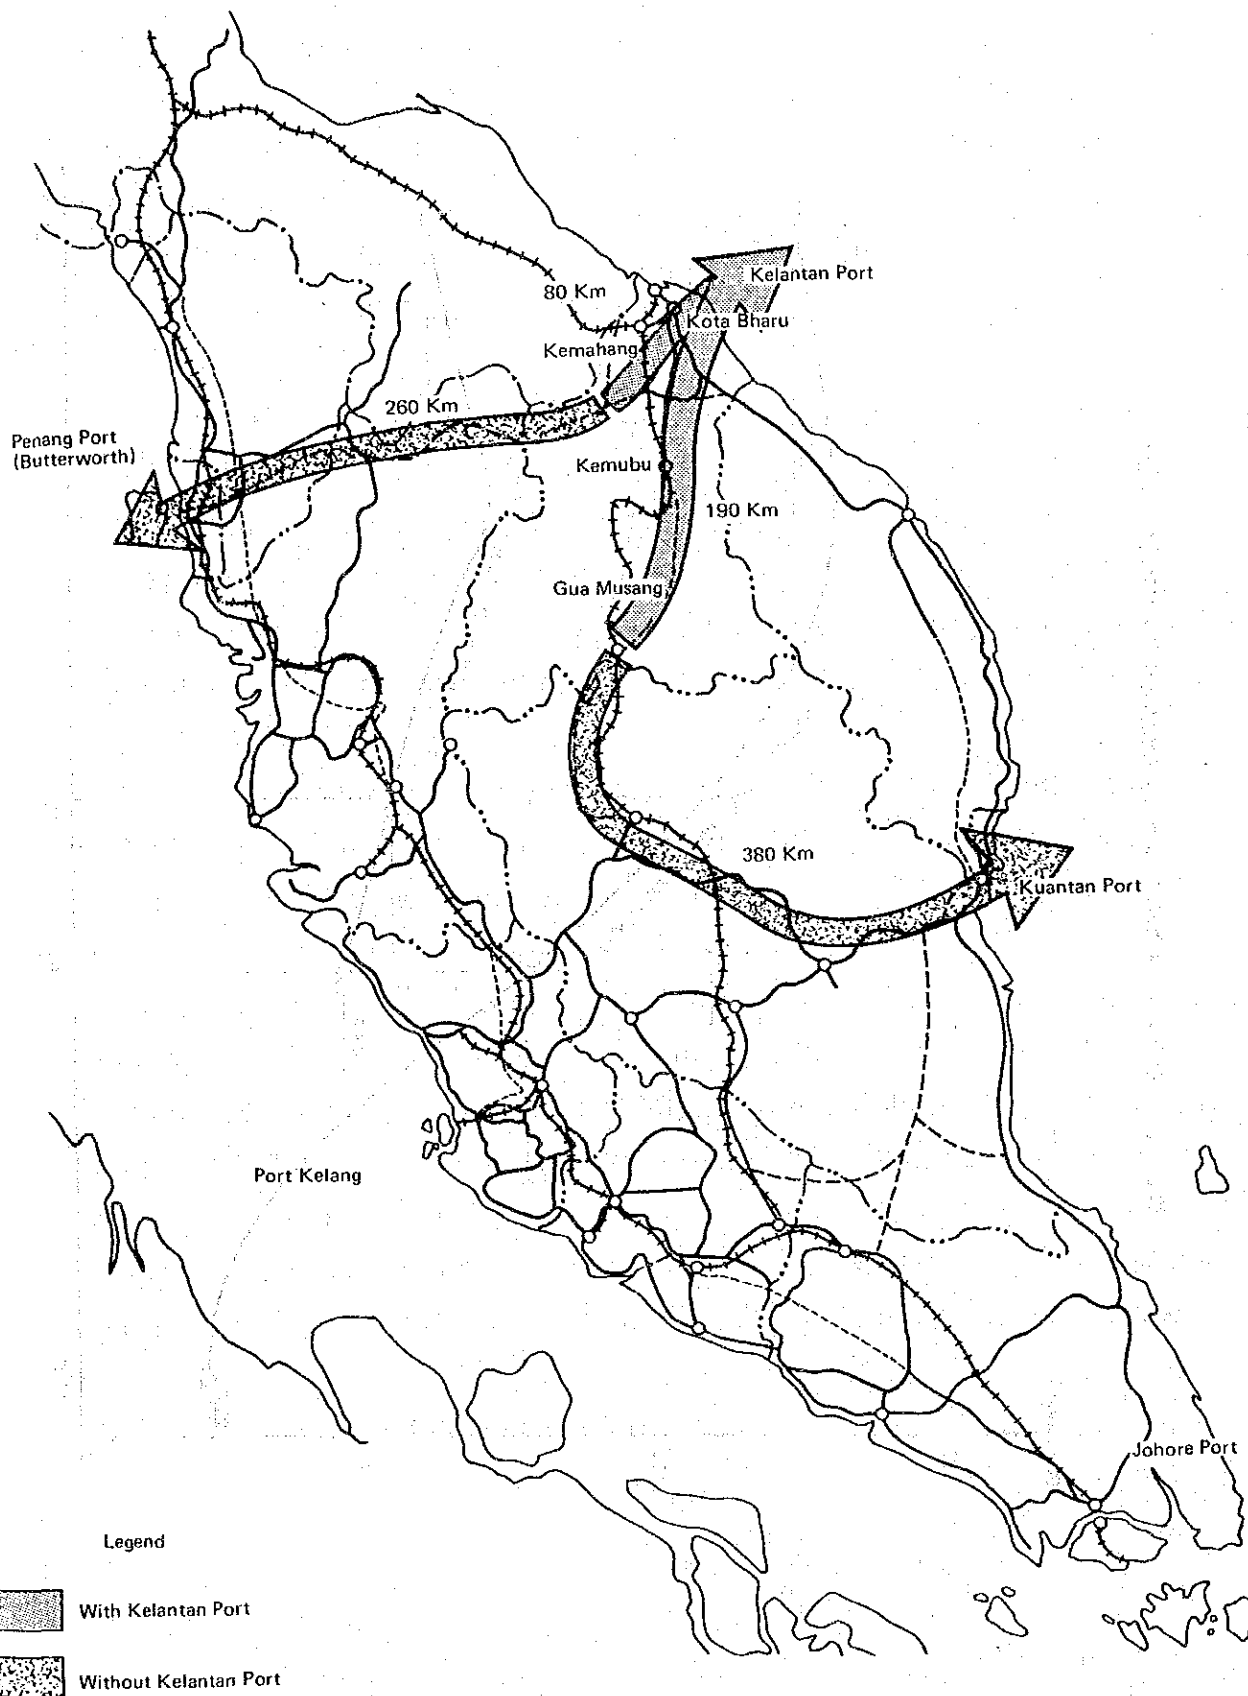 Kelantan Port
80 Km
Kota Bharu
Kemahang
260 Km
Penang Port
(Butterworth)
Kemubu
190 Km
Gua Musang
380 Km
Kuantan Port
Port Kelang
Johore Port
Legend
With Kelantan Port
Without Kelantan Port